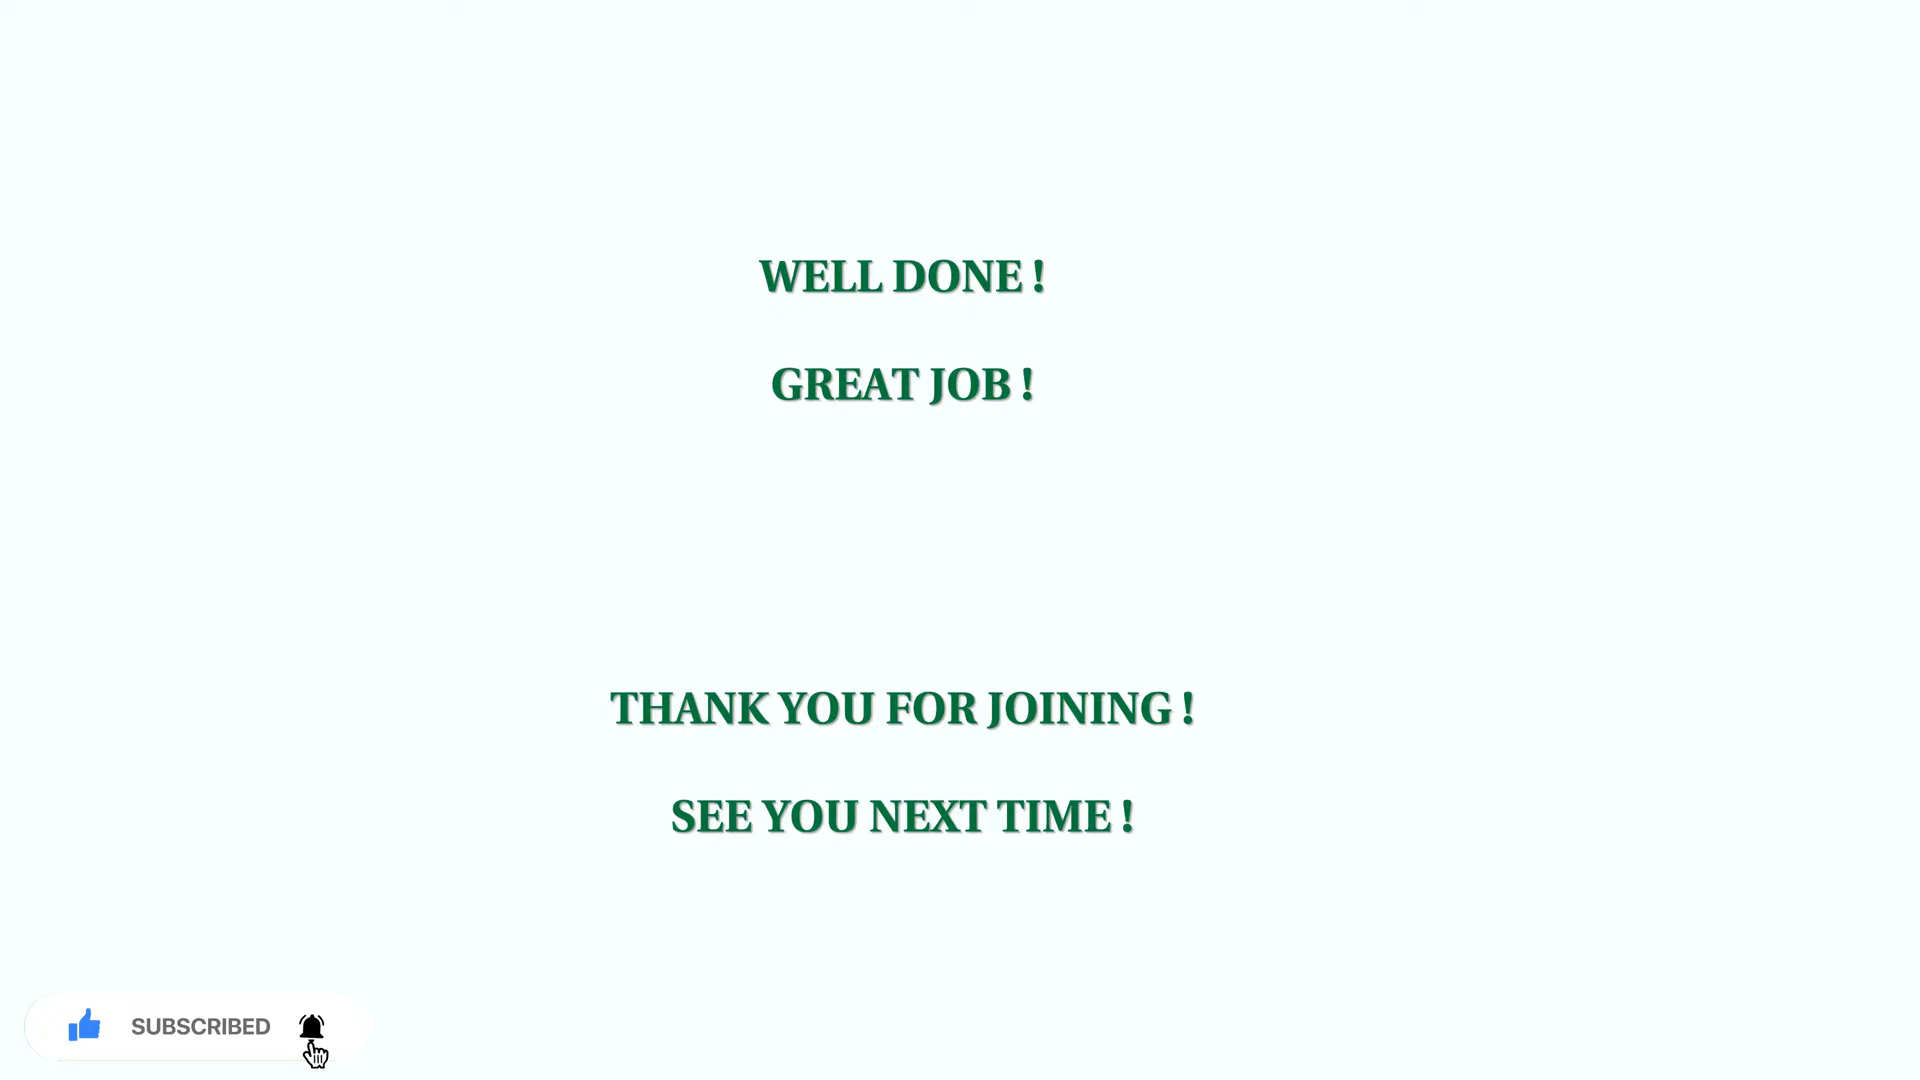 WELL DONE !
GREAT JOB !
THANK YOU FOR JOINING !
SEE YOU NEXT TIME !
SUBSCRIBED